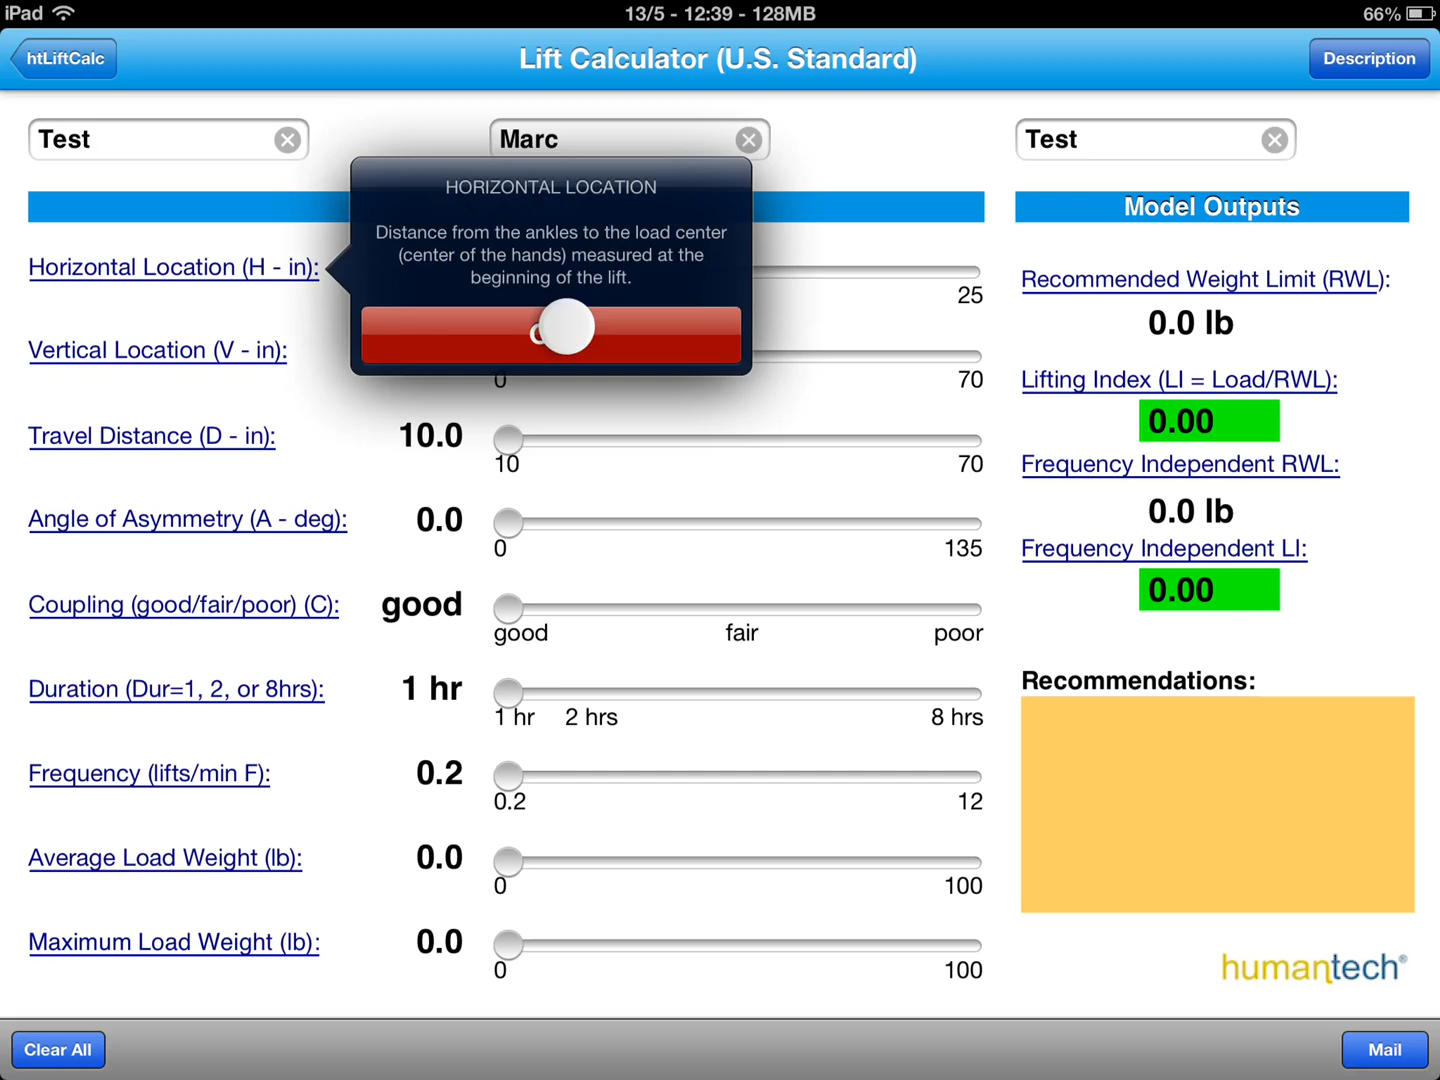 iPad
13/5 - 12:39 - 128MB
66%
htLiftCalc
Lift Calculator (U.S. Standard)
Description
Test
Marc
Test
HORIZONTAL LOCATION
Distance from the ankles to the load center
(center of the hands) measured at the
beginning of the lift.
Model Outputs
Horizontal Location (H - in):
25
Vertical Location (V - in):
0
70
Travel Distance (D - in):
10.0
10
70
Angle of Asymmetry (A - deg):
0.0
0
135
Coupling (good/fair/poor) (C):
good
good
fair
poor
Duration (Dur=1, 2, or 8hrs):
1 hr
1 hr
2 hrs
8 hrs
Frequency (lifts/min F):
0.2
0.2
12
Average Load Weight (lb):
0.0
0
100
Maximum Load Weight (lb):
0.0
0
100
Recommended Weight Limit (RWL):
0.0 lb
Lifting Index (LI = Load/RWL):
0.00
Frequency Independent RWL:
0.0 lb
Frequency Independent LI:
0.00
Recommendations:
humantech®
Clear All
Mail